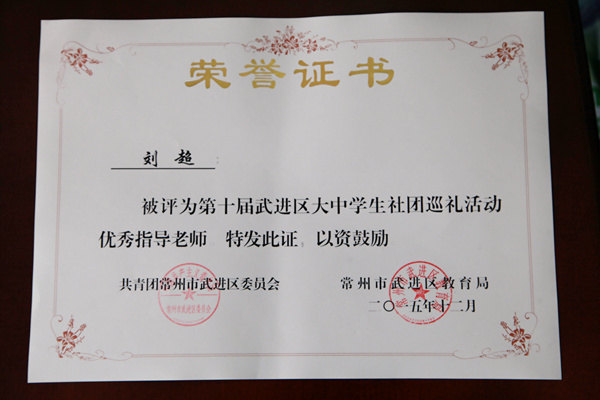 荣誉证书
刘 超 :
被评为第十届武进区大中学生社团巡礼活动
优秀指导老师 特发此证。以资鼓励
共青团常州市武进区委员会 常州市武进区教育局
二〇一五年十二月